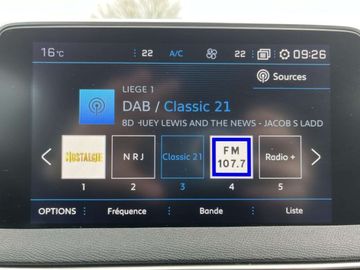 16°C 22 A/C 22 09:26
Sources
LIEGE 1
DAB / Classic 21
8D HUEY LEWIS AND THE NEWS - JACOB S LADD
NOSTALGIE NRJ Classic 21 FM 107.7 Radio +
1 2 3 4 5
OPTIONS Fréquence Bande Liste